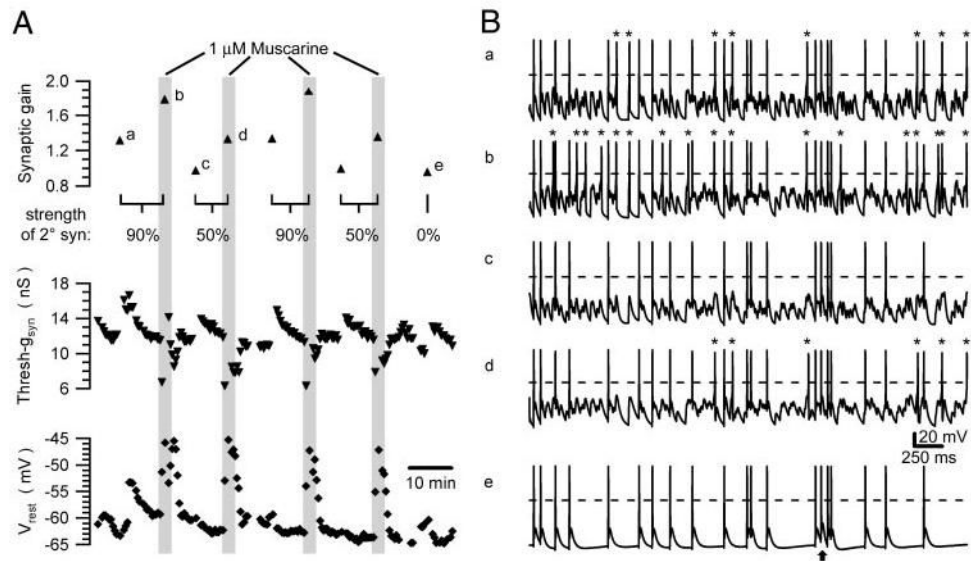 A
1 μM Muscarine
Synaptic gain
2.0
1.6
1.2
0.8
a
b
c
d
e
strength
of 2° syn:
90%
50%
90%
50%
0%
Thresh-gsyn ( nS )
18
14
10
6
Vrest ( mV )
-45
-50
-55
-60
-65
10 min
B
a
* * * * * * * *
b
* * * * * * * * * * * * * * * * *
c
d
* * * * * *
20 mV
250 ms
e